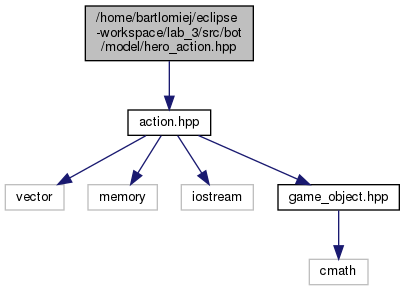 /home/bartlomiej/eclipse
-workspace/lab_3/src/bot
/model/hero_action.hpp
action.hpp
vector
memory
iostream
game_object.hpp
cmath